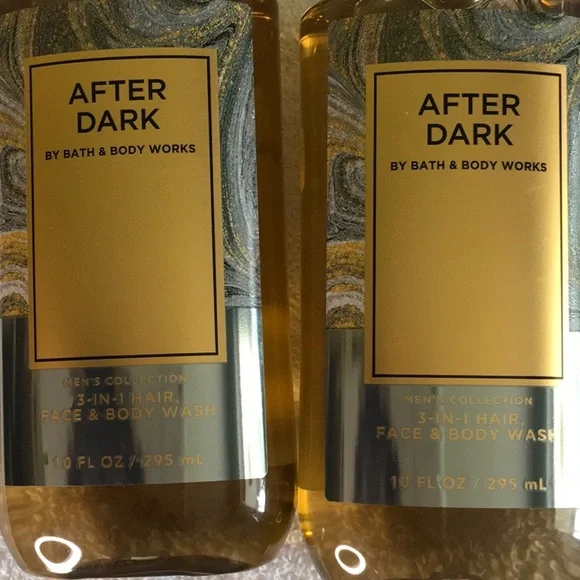 AFTER
DARK
BY BATH & BODY WORKS
MEN'S COLLECTION
3-IN-1 HAIR,
FACE & BODY WASH
10 FL OZ / 295 mL
AFTER
DARK
BY BATH & BODY WORKS
MEN'S COLLECTION
3-IN-1 HAIR,
FACE & BODY WASH
10 FL OZ / 295 mL